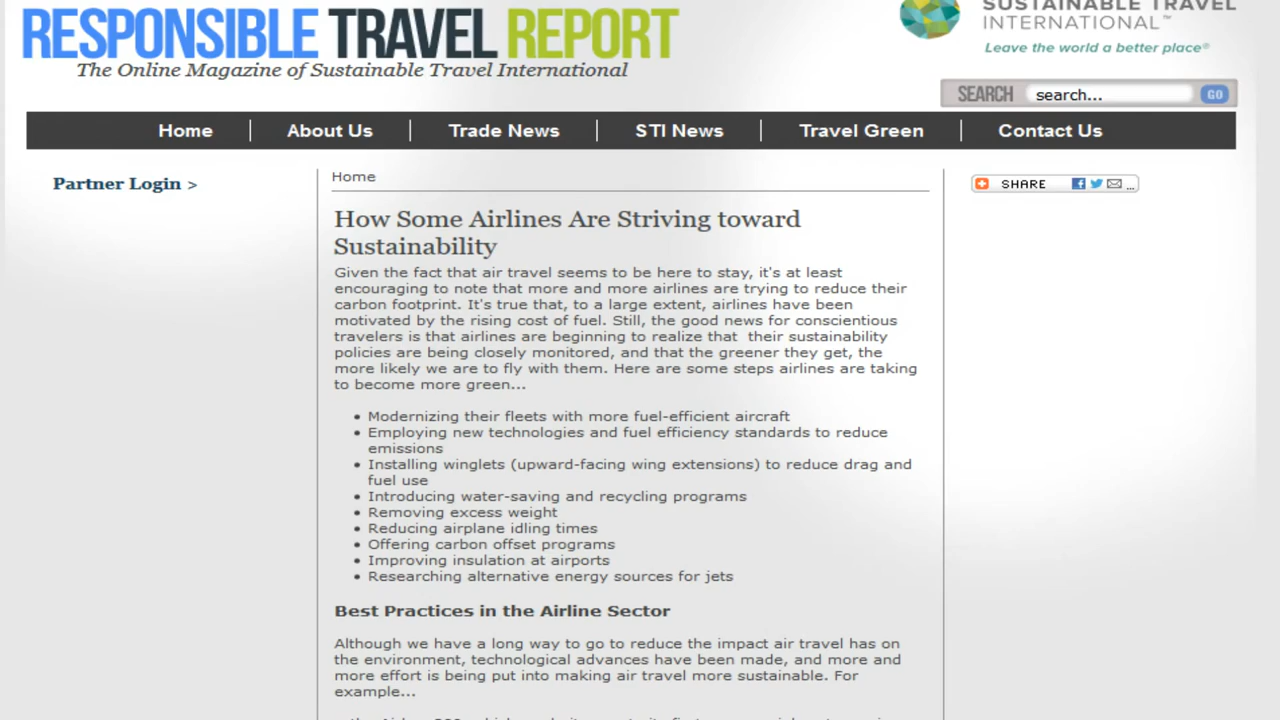 SUSTAINABLE TRAVEL
INTERNATIONAL™
Leave the world a better place®
RESPONSIBLE TRAVEL REPORT
The Online Magazine of Sustainable Travel International
SEARCH search... GO
Home About Us Trade News STI News Travel Green Contact Us
Partner Login >
Home
SHARE ...
How Some Airlines Are Striving toward
Sustainability
Given the fact that air travel seems to be here to stay, it's at least
encouraging to note that more and more airlines are trying to reduce their
carbon footprint. It's true that, to a large extent, airlines have been
motivated by the rising cost of fuel. Still, the good news for conscientious
travelers is that airlines are beginning to realize that their sustainability
policies are being closely monitored, and that the greener they get, the
more likely we are to fly with them. Here are some steps airlines are taking
to become more green...
• Modernizing their fleets with more fuel-efficient aircraft
• Employing new technologies and fuel efficiency standards to reduce
emissions
• Installing winglets (upward-facing wing extensions) to reduce drag and
fuel use
• Introducing water-saving and recycling programs
• Removing excess weight
• Reducing airplane idling times
• Offering carbon offset programs
• Improving insulation at airports
• Researching alternative energy sources for jets
Best Practices in the Airline Sector
Although we have a long way to go to reduce the impact air travel has on
the environment, technological advances have been made, and more and
more effort is being put into making air travel more sustainable. For
example...